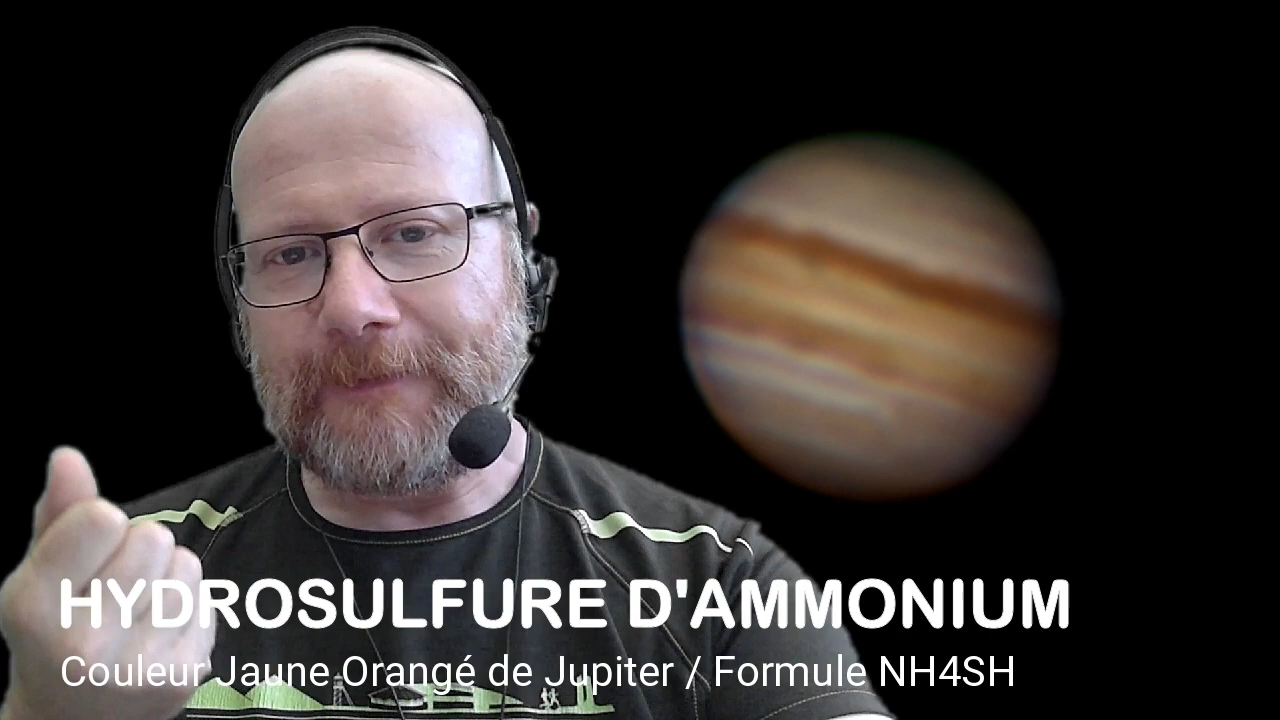 HYDROSULFURE D'AMMONIUM
Couleur Jaune Orangé de Jupiter / Formule NH4SH